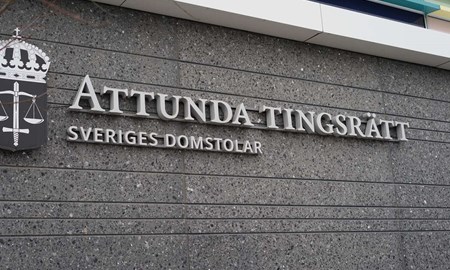 ATTUNDA TINGSRÄTT
SVERIGES DOMSTOLAR